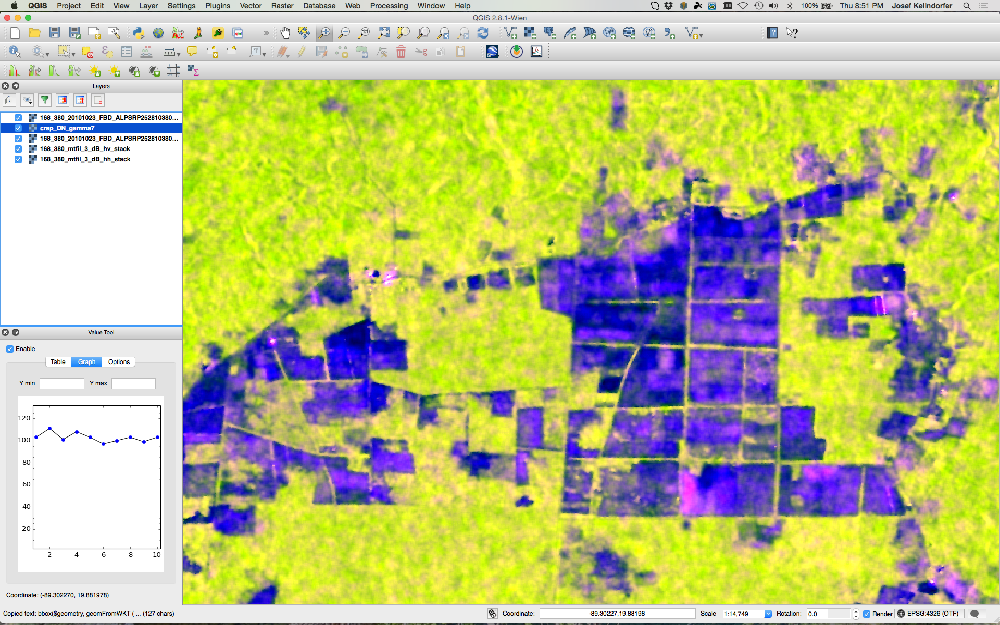 QGIS Project Edit View Layer Settings Plugins Vector Raster Database Web Processing Window Help 100% Thu 8:51 PM Josef Kellndorfer
QGIS 2.8.1-Wien
Layers
168_380_20101023_FBD_ALPSRP252810380...
crap_DN_gamma7
168_380_20101023_FBD_ALPSRP252810380...
168_380_mtfil_3_dB_hv_stack
168_380_mtfil_3_dB_hh_stack
Value Tool
Enable
Table Graph Options
Y min Y max
120
100
80
60
40
20
2 4 6 8 10
Coordinate: (-89.302270, 19.881978)
Copied text: bbox($geometry, geomFromWKT ( ... (127 chars) Coordinate: -89.30227,19.88198 Scale 1:14,749 Rotation: 0.0 Render EPSG:4326 (OTF)